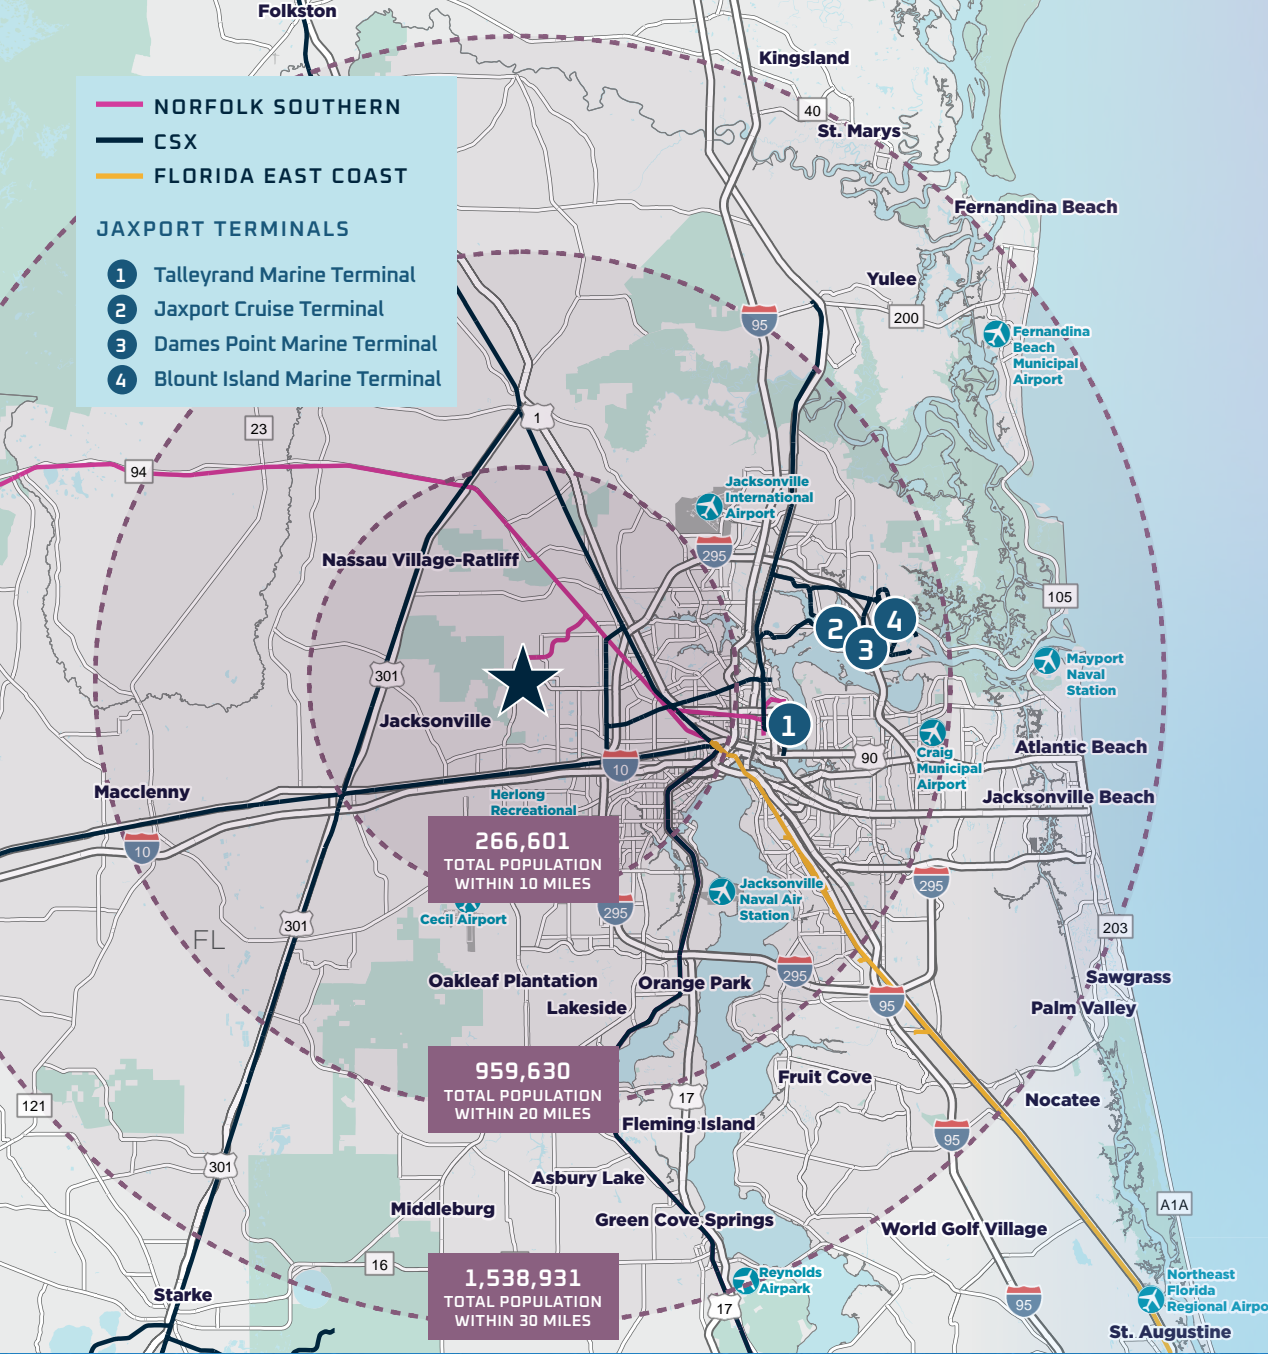 Folkston
Kingsland
40
St. Marys
NORFOLK SOUTHERN
CSX
FLORIDA EAST COAST
JAXPORT TERMINALS
1 Talleyrand Marine Terminal
2 Jaxport Cruise Terminal
3 Dames Point Marine Terminal
4 Blount Island Marine Terminal
Fernandina Beach
Yulee
200
95
Fernandina
Beach
Municipal
Airport
1
23
94
Jacksonville
International
Airport
295
Nassau Village-Ratliff
105
2
4
3
Mayport
Naval
Station
301
Jacksonville
1
90
Craig
Municipal
Airport
Atlantic Beach
10
Macclenny
Jacksonville Beach
Herlong
Recreational
266,601
TOTAL POPULATION
WITHIN 10 MILES
10
295
Jacksonville
Naval Air
Station
295
Cecil Airport
301
FL
203
295
Sawgrass
Oakleaf Plantation
Orange Park
Lakeside
95
Palm Valley
959,630
TOTAL POPULATION
WITHIN 20 MILES
Fruit Cove
17
Nocatee
121
Fleming Island
95
301
Asbury Lake
A1A
Middleburg
Green Cove Springs
World Golf Village
16
1,538,931
TOTAL POPULATION
WITHIN 30 MILES
Reynolds
Airpark
17
Starke
95
Northeast
Florida
Regional Airpo
St. Augustine